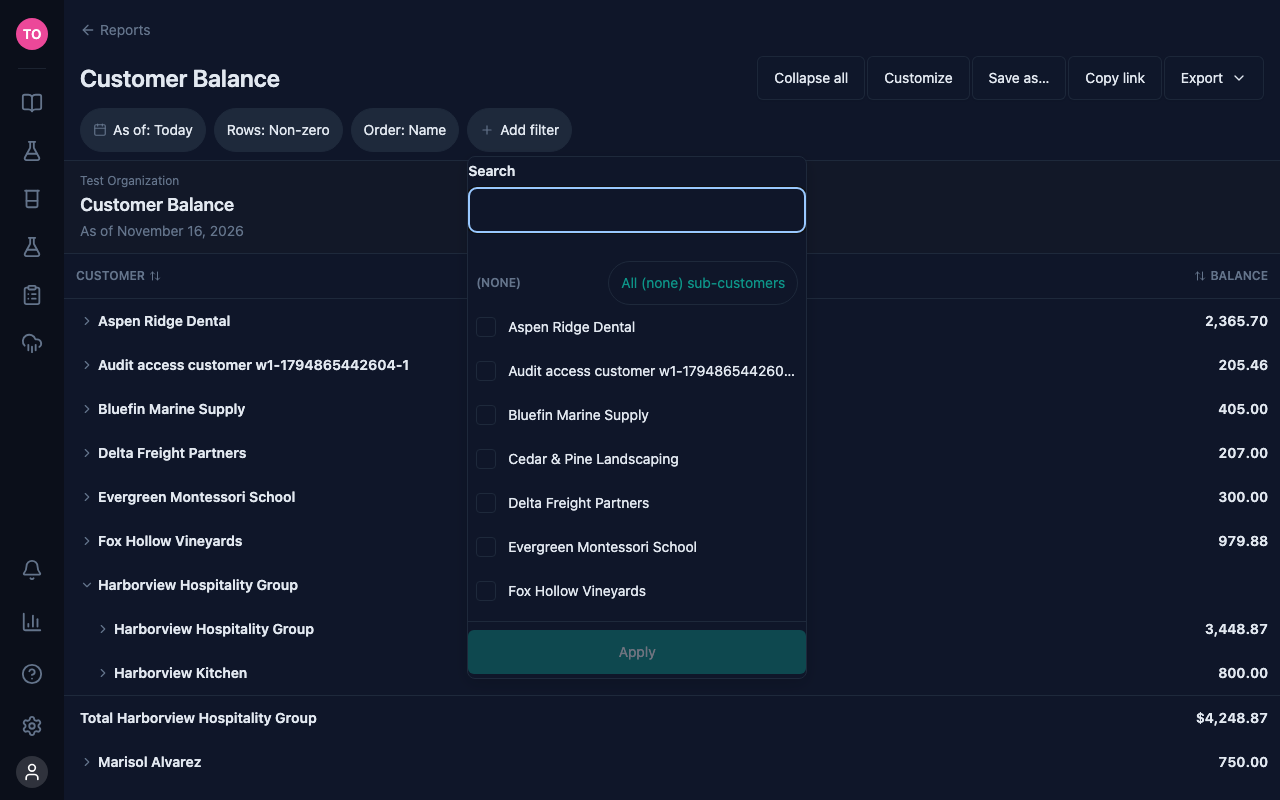 TO
Reports
Customer Balance
Collapse all
Customize
Save as...
Copy link
Export
As of: Today
Rows: Non-zero
Order: Name
Add filter
Test Organization
Customer Balance
As of November 16, 2026
Search
CUSTOMER
BALANCE
(NONE)
All (none) sub-customers
Aspen Ridge Dental
Audit access customer w1-179486544260...
Bluefin Marine Supply
Cedar & Pine Landscaping
Delta Freight Partners
Evergreen Montessori School
Fox Hollow Vineyards
Apply
Aspen Ridge Dental 2,365.70
Audit access customer w1-1794865442604-1 205.46
Bluefin Marine Supply 405.00
Delta Freight Partners 207.00
Evergreen Montessori School 300.00
Fox Hollow Vineyards 979.88
Harborview Hospitality Group
Harborview Hospitality Group 3,448.87
Harborview Kitchen 800.00
Total Harborview Hospitality Group $4,248.87
Marisol Alvarez 750.00